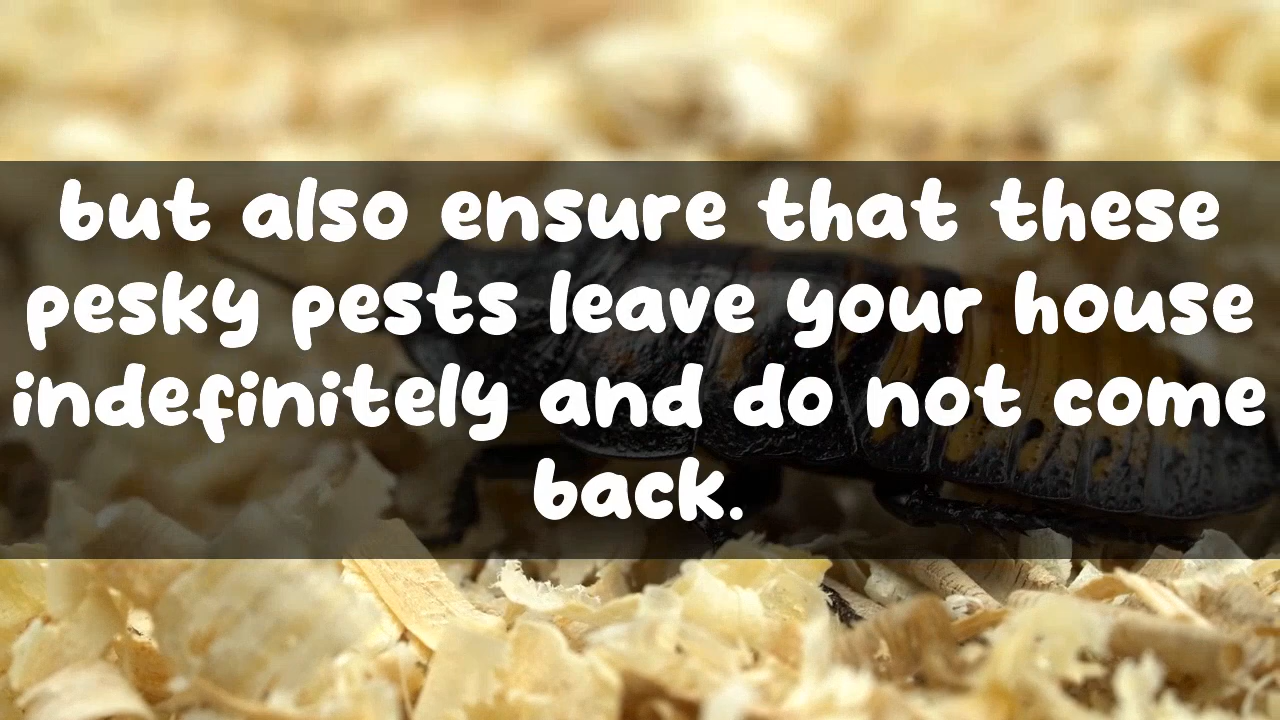 but also ensure that these
pesky pests leave your house
indefinitely and do not come
back.